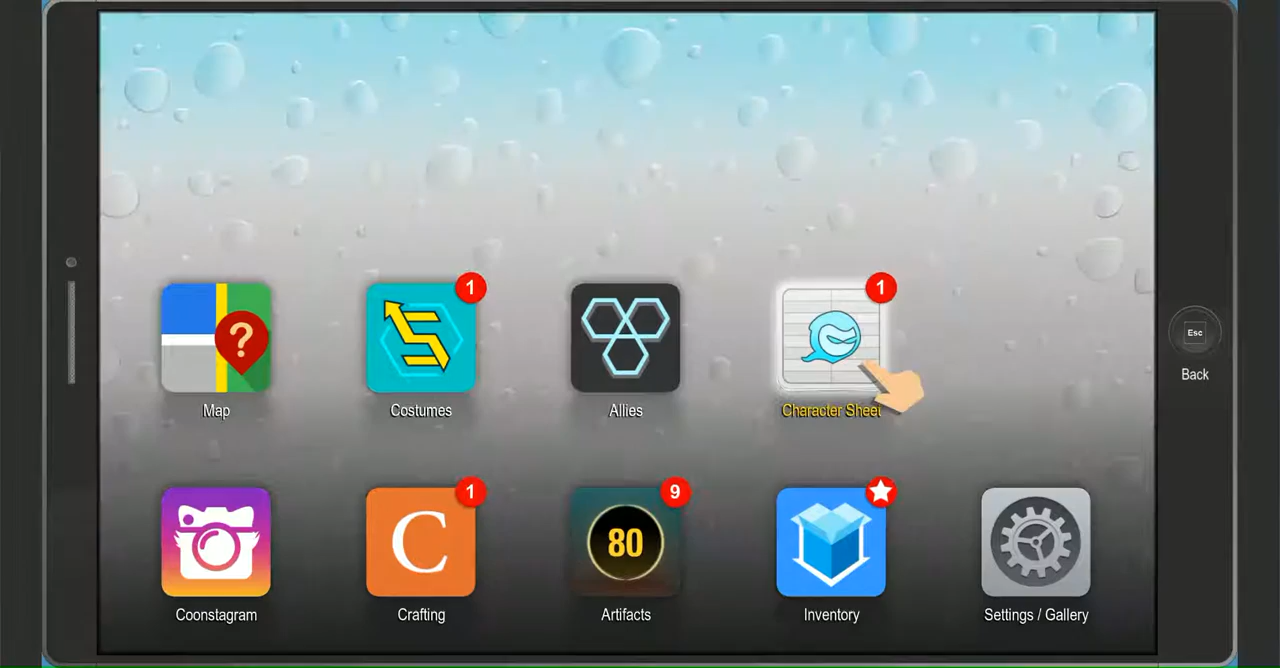 1
1
?
Esc
Back
Map
Costumes
Allies
Character Sheet
1
9
C
80
Coonstagram
Crafting
Artifacts
Inventory
Settings / Gallery